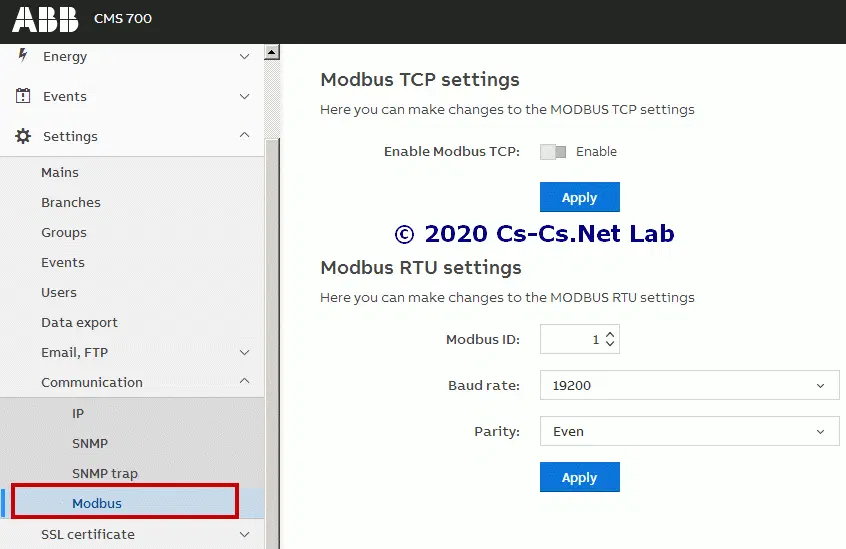 ABB CMS 700
Energy
Events
Settings
Mains
Branches
Groups
Events
Users
Data export
Email, FTP
Communication
IP
SNMP
SNMP trap
Modbus
SSL certificate
Modbus TCP settings
Here you can make changes to the MODBUS TCP settings
Enable Modbus TCP: Enable
Apply
© 2020 Cs-Cs.Net Lab
Modbus RTU settings
Here you can make changes to the MODBUS RTU settings
Modbus ID: 1
Baud rate: 19200
Parity: Even
Apply